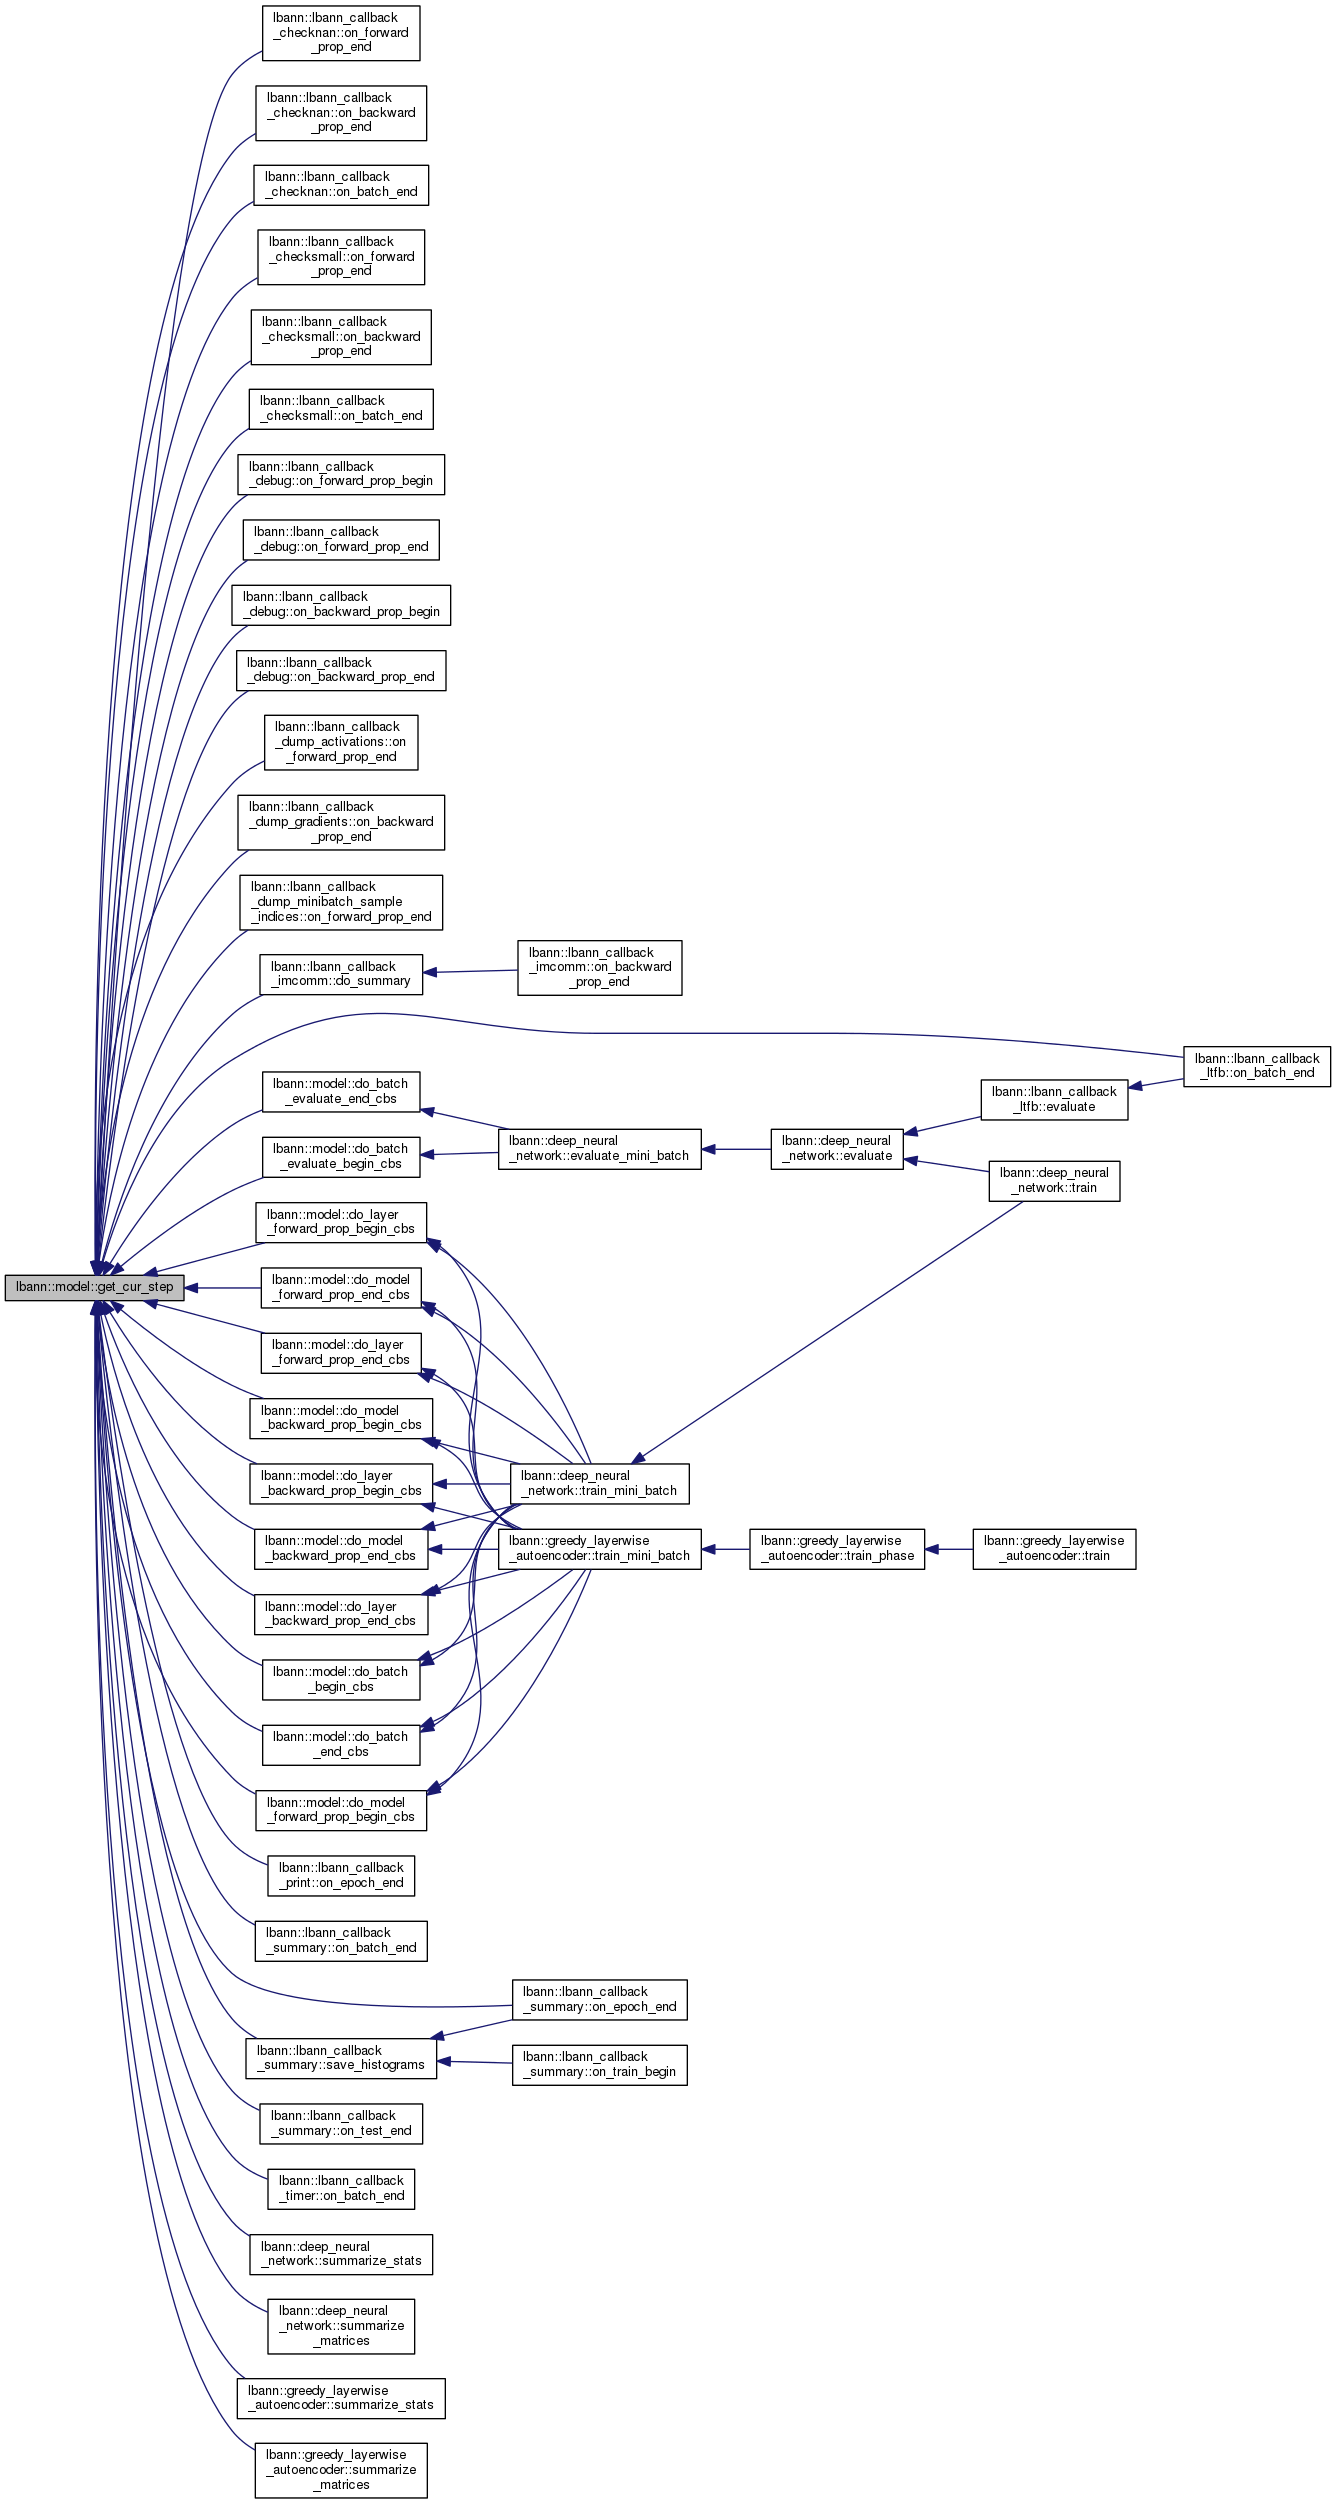 lbann::lbann_callback
_checknan::on_forward
_prop_end
lbann::lbann_callback
_checknan::on_backward
_prop_end
lbann::lbann_callback
_checknan::on_batch_end
lbann::lbann_callback
_checksmall::on_forward
_prop_end
lbann::lbann_callback
_checksmall::on_backward
_prop_end
lbann::lbann_callback
_checksmall::on_batch_end
lbann::lbann_callback
_debug::on_forward_prop_begin
lbann::lbann_callback
_debug::on_forward_prop_end
lbann::lbann_callback
_debug::on_backward_prop_begin
lbann::lbann_callback
_debug::on_backward_prop_end
lbann::lbann_callback
_dump_activations::on
_forward_prop_end
lbann::lbann_callback
_dump_gradients::on_backward
_prop_end
lbann::lbann_callback
_dump_minibatch_sample
_indices::on_forward_prop_end
lbann::lbann_callback
_imcomm::do_summary
lbann::lbann_callback
_imcomm::on_backward
_prop_end
lbann::lbann_callback
_ltfb::on_batch_end
lbann::model::do_batch
_evaluate_end_cbs
lbann::lbann_callback
_ltfb::evaluate
lbann::deep_neural
_network::evaluate_mini_batch
lbann::deep_neural
_network::evaluate
lbann::model::do_batch
_evaluate_begin_cbs
lbann::deep_neural
_network::train
lbann::model::do_layer
_forward_prop_begin_cbs
lbann::model::get_cur_step
lbann::model::do_model
_forward_prop_end_cbs
lbann::model::do_layer
_forward_prop_end_cbs
lbann::model::do_model
_backward_prop_begin_cbs
lbann::model::do_layer
_backward_prop_begin_cbs
lbann::deep_neural
_network::train_mini_batch
lbann::model::do_model
_backward_prop_end_cbs
lbann::greedy_layerwise
_autoencoder::train_mini_batch
lbann::greedy_layerwise
_autoencoder::train_phase
lbann::greedy_layerwise
_autoencoder::train
lbann::model::do_layer
_backward_prop_end_cbs
lbann::model::do_batch
_begin_cbs
lbann::model::do_batch
_end_cbs
lbann::model::do_model
_forward_prop_begin_cbs
lbann::lbann_callback
_print::on_epoch_end
lbann::lbann_callback
_summary::on_batch_end
lbann::lbann_callback
_summary::on_epoch_end
lbann::lbann_callback
_summary::save_histograms
lbann::lbann_callback
_summary::on_train_begin
lbann::lbann_callback
_summary::on_test_end
lbann::lbann_callback
_timer::on_batch_end
lbann::deep_neural
_network::summarize_stats
lbann::deep_neural
_network::summarize
_matrices
lbann::greedy_layerwise
_autoencoder::summarize_stats
lbann::greedy_layerwise
_autoencoder::summarize
_matrices